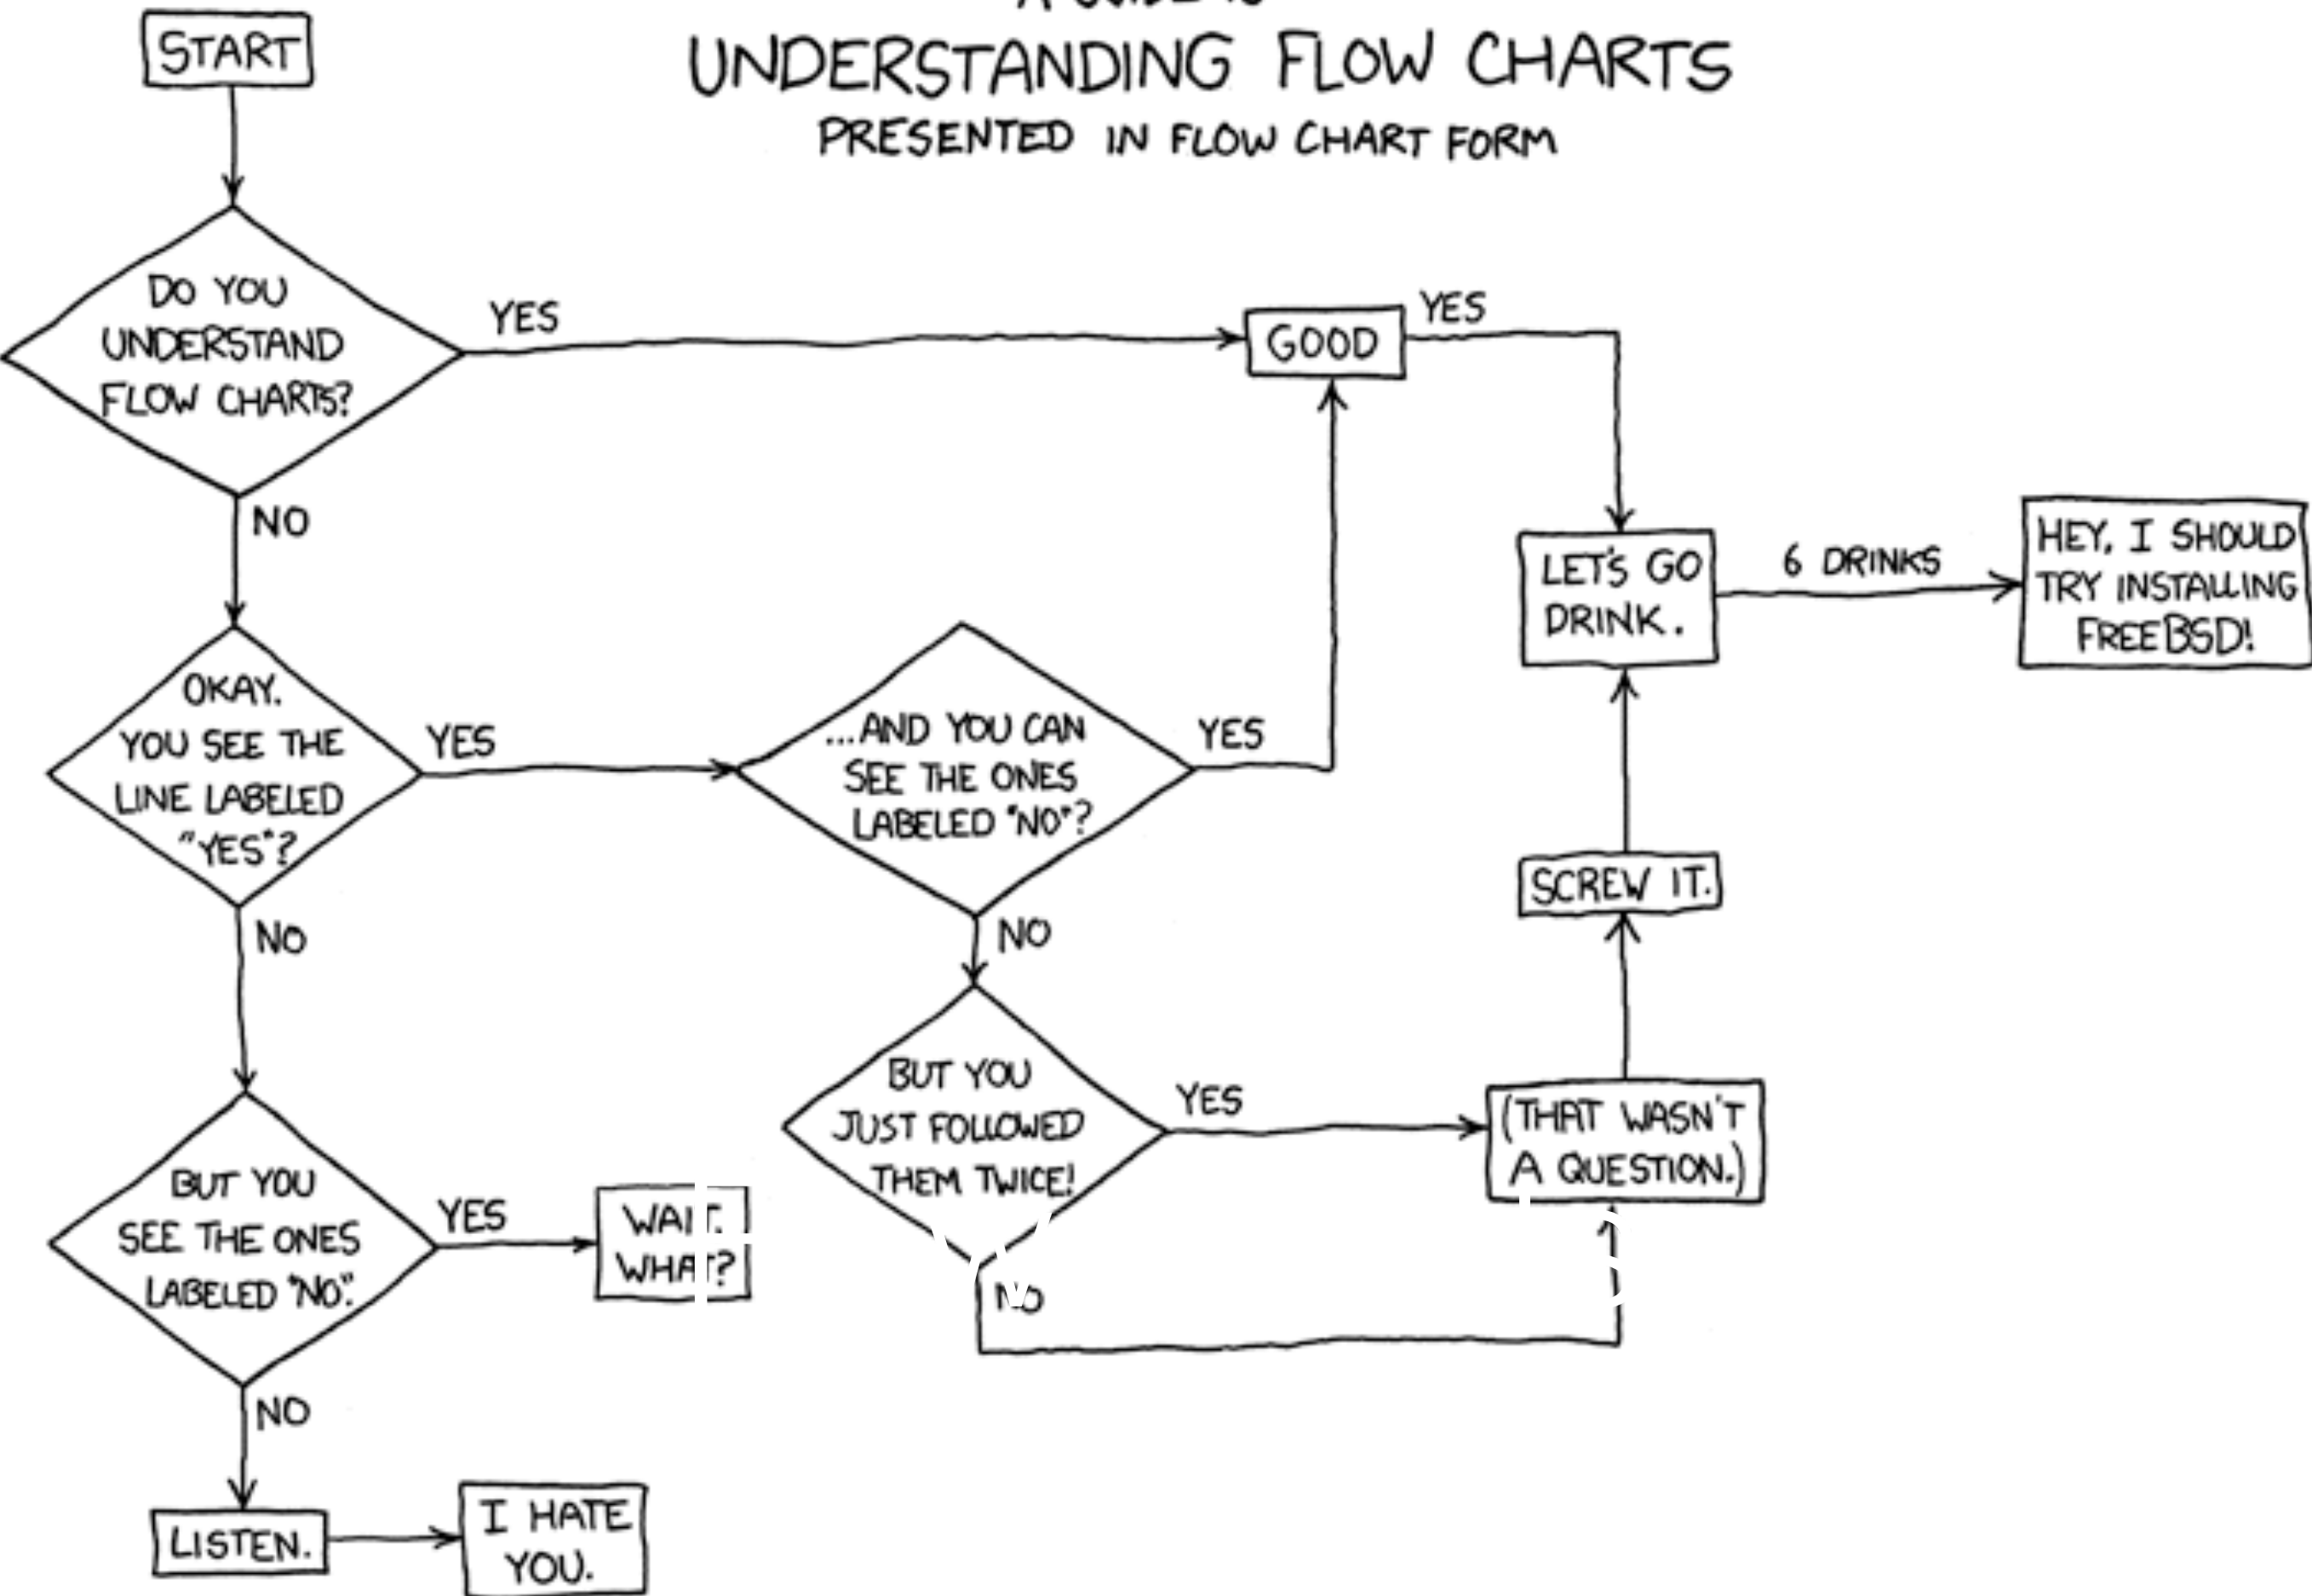 START
UNDERSTANDING FLOW CHARTS
PRESENTED IN FLOW CHART FORM
DO YOU
UNDERSTAND
FLOW CHARTS?
YES
GOOD
YES
NO
LET'S GO
DRINK.
6 DRINKS
HEY, I SHOULD
TRY INSTALLING
FREEBSD!
OKAY.
YOU SEE THE
LINE LABELED
"YES"?
YES
...AND YOU CAN
SEE THE ONES
LABELED "NO"?
YES
NO
NO
SCREW IT.
BUT YOU
JUST FOLLOWED
THEM TWICE!
YES
(THAT WASN'T
A QUESTION.)
NO
BUT YOU
SEE THE ONES
LABELED "NO".
YES
WAIT.
WHAT?
NO
LISTEN.
I HATE
YOU.